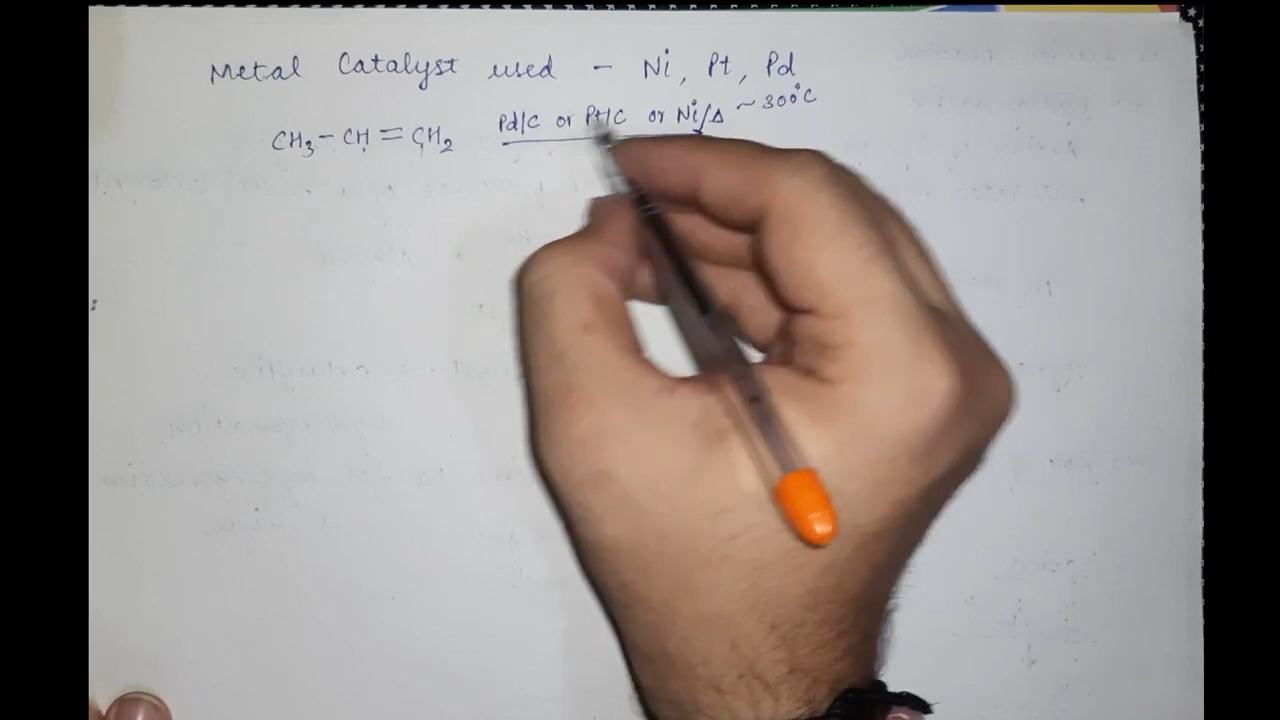 Metal Catalyst used - Ni, Pt, Pd
Pd/C or Pt/C or Ni/Δ ~300°C
CH₃-CH=CH₂